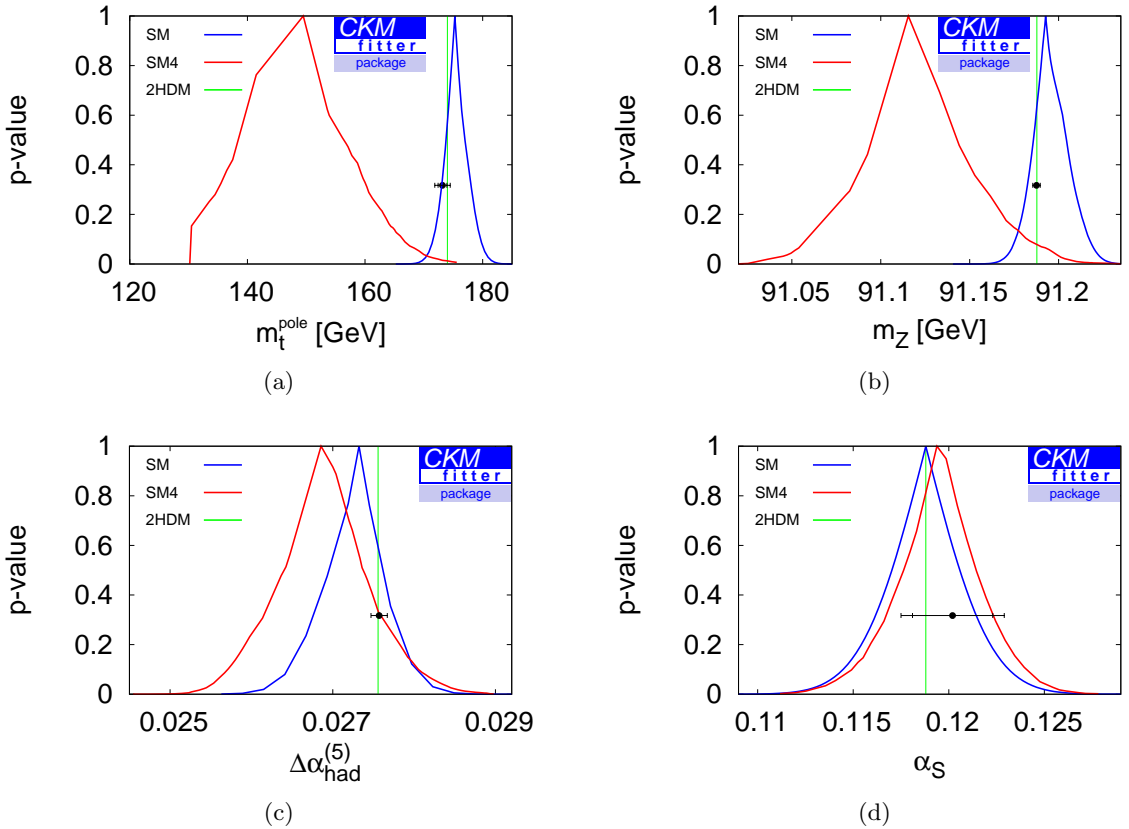 SM
SM4
2HDM
CKM
fitter
package
p-value
0
0.2
0.4
0.6
0.8
1
120
140
160
180
m_t^pole [GeV]
(a)
SM
SM4
2HDM
CKM
fitter
package
p-value
0
0.2
0.4
0.6
0.8
1
91.05
91.1
91.15
91.2
m_Z [GeV]
(b)
SM
SM4
2HDM
CKM
fitter
package
p-value
0
0.2
0.4
0.6
0.8
1
0.025
0.027
0.029
Δα_had^(5)
(c)
SM
SM4
2HDM
CKM
fitter
package
p-value
0
0.2
0.4
0.6
0.8
1
0.11
0.115
0.12
0.125
α_S
(d)